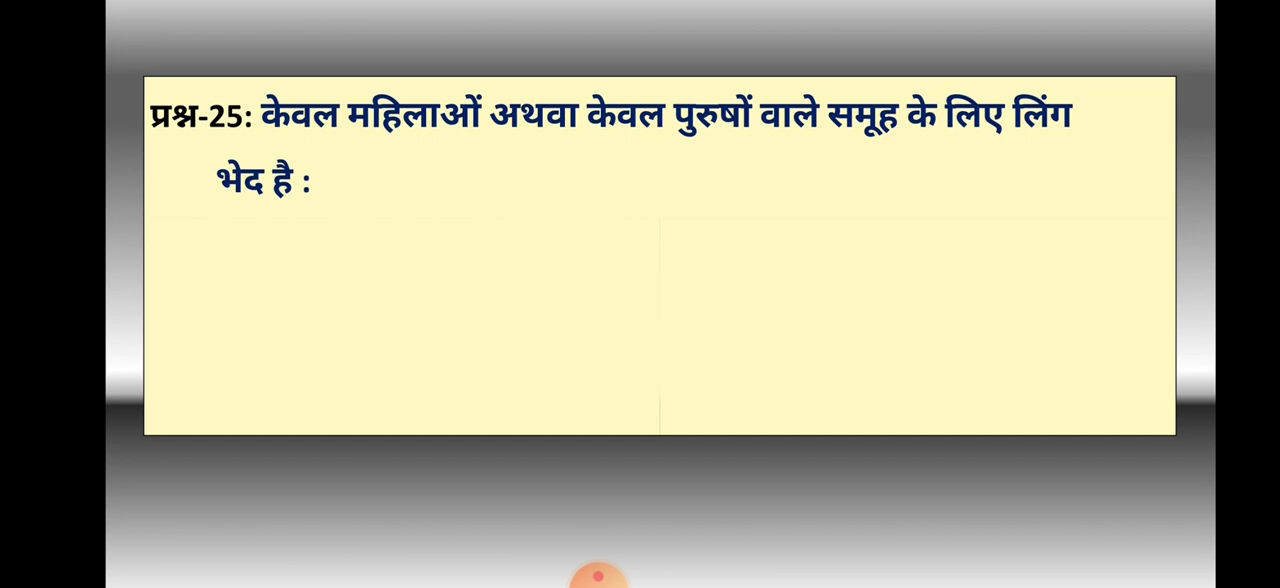 प्रश्न-25: केवल महिलाओं अथवा केवल पुरुषों वाले समूह के लिए लिंग
भेद है :